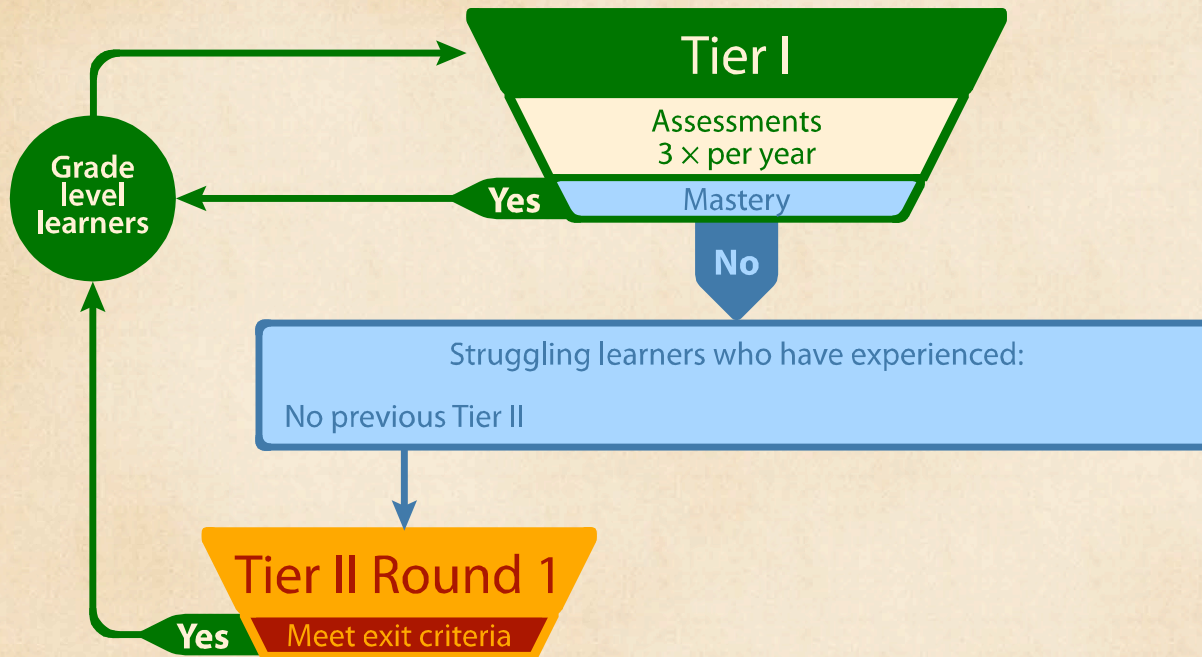 Tier I
Assessments
3 × per year
Grade
level
learners
Yes
Mastery
No
Struggling learners who have experienced:
No previous Tier II
Tier II Round 1
Yes
Meet exit criteria